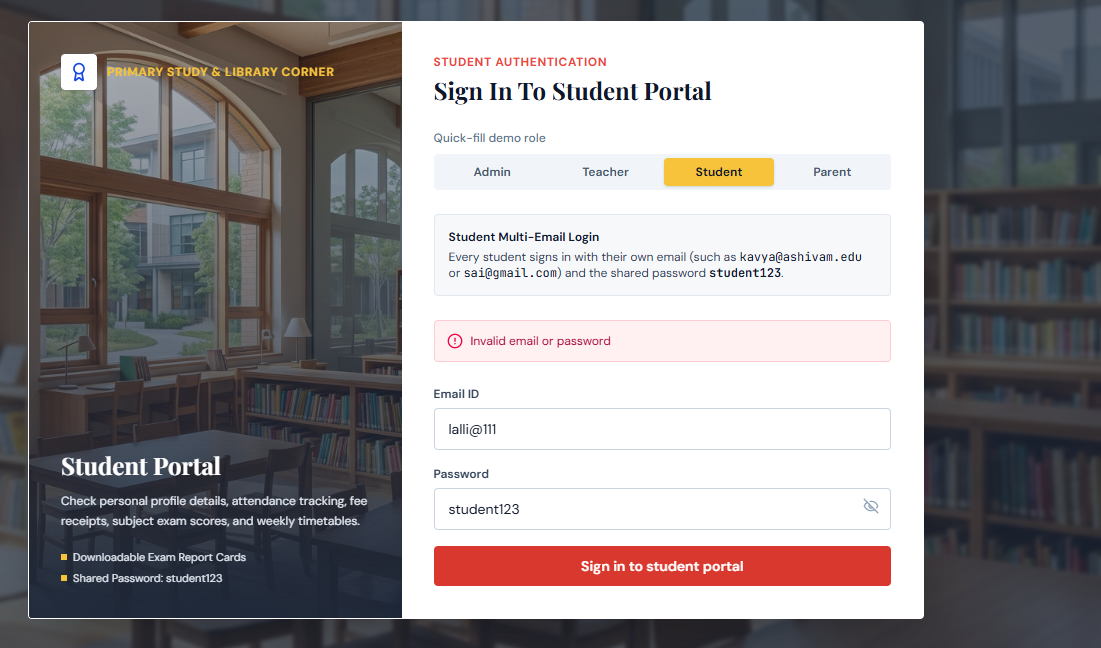 PRIMARY STUDY & LIBRARY CORNER
Student Portal
Check personal profile details, attendance tracking, fee
receipts, subject exam scores, and weekly timetables.
Downloadable Exam Report Cards
Shared Password: student123
STUDENT AUTHENTICATION
Sign In To Student Portal
Quick-fill demo role
Admin Teacher Student Parent
Student Multi-Email Login
Every student signs in with their own email (such as kavya@ashivam.edu
or sai@gmail.com) and the shared password student123.
Invalid email or password
Email ID
lalli@111
Password
student123
Sign in to student portal